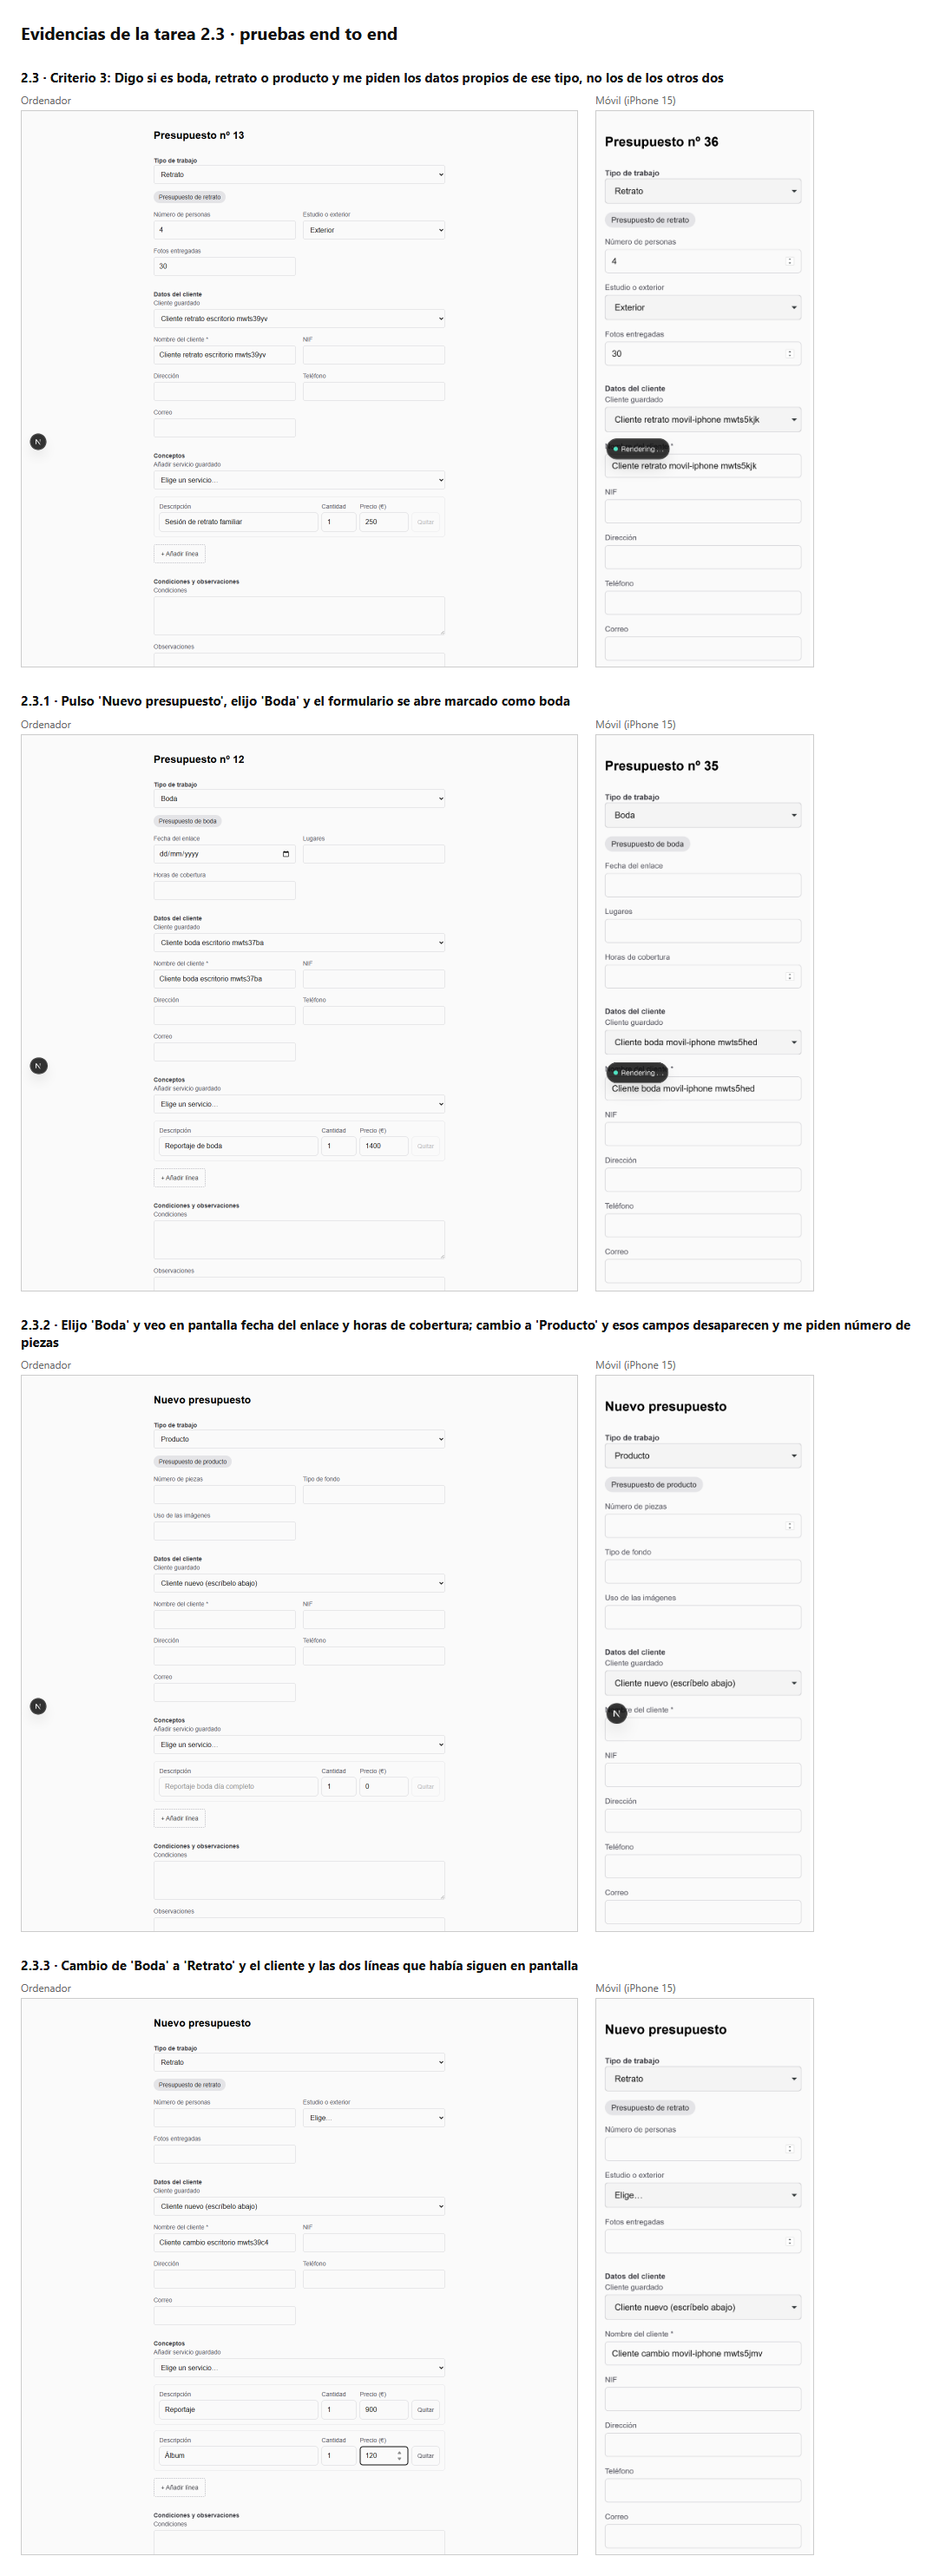 Evidencias de la tarea 2.3 · pruebas end to end
2.3 · Criterio 3: Digo si es boda, retrato o producto y me piden los datos propios de ese tipo, no los de los otros dos
Ordenador
Presupuesto nº 13
Tipo de trabajo
Retrato
Presupuesto de retrato
Número de personas
Estudio o exterior
4
Exterior
Fotos entregadas
30
Datos del cliente
Cliente guardado
Cliente retrato escritorio mwts39yv
Nombre del cliente *
NIF
Cliente retrato escritorio mwts39yv
Dirección
Teléfono
Correo
N
Conceptos
Añadir servicio guardado
Elige un servicio...
Descripción
Cantidad
Precio (€)
Sesión de retrato familiar
1
250
Quitar
+ Añadir línea
Condiciones y observaciones
Condiciones
Observaciones
Móvil (iPhone 15)
Presupuesto nº 36
Tipo de trabajo
Retrato
Presupuesto de retrato
Número de personas
4
Estudio o exterior
Exterior
Fotos entregadas
30
Datos del cliente
Cliente guardado
Cliente retrato movil-iphone mwts5kjk
Rendering...
*
Cliente retrato movil-iphone mwts5kjk
NIF
Dirección
Teléfono
Correo
2.3.1 · Pulso 'Nuevo presupuesto', elijo 'Boda' y el formulario se abre marcado como boda
Ordenador
Presupuesto nº 12
Tipo de trabajo
Boda
Presupuesto de boda
Fecha del enlace
Lugares
dd/mm/yyyy
Horas de cobertura
Datos del cliente
Cliente guardado
Cliente boda escritorio mwts37ba
Nombre del cliente *
NIF
Cliente boda escritorio mwts37ba
Dirección
Teléfono
Correo
N
Conceptos
Añadir servicio guardado
Elige un servicio...
Descripción
Cantidad
Precio (€)
Reportaje de boda
1
1400
Quitar
+ Añadir línea
Condiciones y observaciones
Condiciones
Observaciones
Móvil (iPhone 15)
Presupuesto nº 35
Tipo de trabajo
Boda
Presupuesto de boda
Fecha del enlace
Lugares
Horas de cobertura
Datos del cliente
Cliente guardado
Cliente boda movil-iphone mwts5hed
Rendering...
*
Cliente boda movil-iphone mwts5hed
NIF
Dirección
Teléfono
Correo
2.3.2 · Elijo 'Boda' y veo en pantalla fecha del enlace y horas de cobertura; cambio a 'Producto' y esos campos desaparecen y me piden número de
piezas
Ordenador
Nuevo presupuesto
Tipo de trabajo
Producto
Presupuesto de producto
Número de piezas
Tipo de fondo
Uso de las imágenes
Datos del cliente
Cliente guardado
Cliente nuevo (escríbelo abajo)
Nombre del cliente *
NIF
Dirección
Teléfono
Correo
N
Conceptos
Añadir servicio guardado
Elige un servicio...
Descripción
Cantidad
Precio (€)
Reportaje boda día completo
1
0
Quitar
+ Añadir línea
Condiciones y observaciones
Condiciones
Observaciones
Móvil (iPhone 15)
Nuevo presupuesto
Tipo de trabajo
Producto
Presupuesto de producto
Número de piezas
Tipo de fondo
Uso de las imágenes
Datos del cliente
Cliente guardado
Cliente nuevo (escríbelo abajo)
N
del cliente *
NIF
Dirección
Teléfono
Correo
2.3.3 · Cambio de 'Boda' a 'Retrato' y el cliente y las dos líneas que había siguen en pantalla
Ordenador
Nuevo presupuesto
Tipo de trabajo
Retrato
Presupuesto de retrato
Número de personas
Estudio o exterior
Elige...
Fotos entregadas
Datos del cliente
Cliente guardado
Cliente nuevo (escríbelo abajo)
Nombre del cliente *
NIF
Cliente cambio escritorio mwts39c4
Dirección
Teléfono
Correo
Conceptos
Añadir servicio guardado
Elige un servicio...
Descripción
Cantidad
Precio (€)
Reportaje
1
900
Quitar
Descripción
Cantidad
Precio (€)
Álbum
1
120
Quitar
+ Añadir línea
Condiciones y observaciones
Condiciones
Móvil (iPhone 15)
Nuevo presupuesto
Tipo de trabajo
Retrato
Presupuesto de retrato
Número de personas
Estudio o exterior
Elige...
Fotos entregadas
Datos del cliente
Cliente guardado
Cliente nuevo (escríbelo abajo)
Nombre del cliente *
Cliente cambio movil-iphone mwts5jmv
NIF
Dirección
Teléfono
Correo